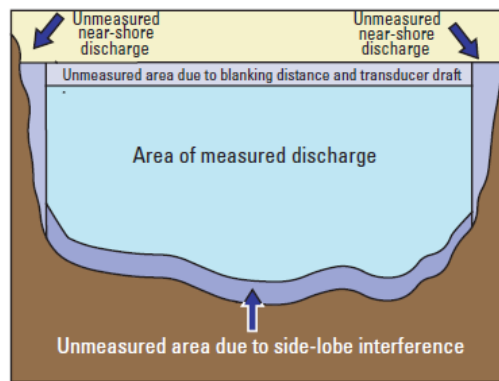 Unmeasured
near-shore
discharge
Unmeasured
near-shore
discharge
Unmeasured area due to blanking distance and transducer draft
Area of measured discharge
Unmeasured area due to side-lobe interference